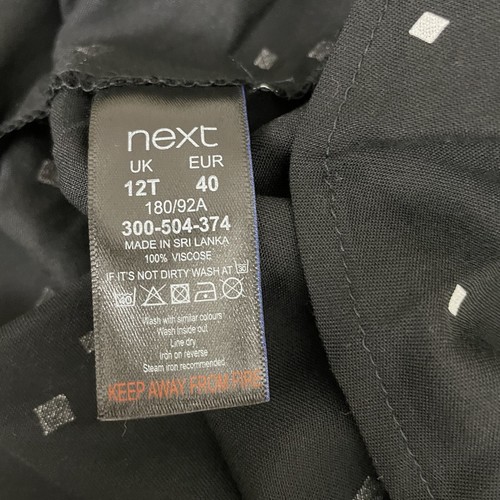 next
UK EUR
12T 40
180/92A
300-504-374
MADE IN SRI LANKA
100% VISCOSE
IF IT'S NOT DIRTY WASH AT 30
40
Wash with similar colours
Wash inside out
Line dry
Iron on reverse
Steam iron recommended
KEEP AWAY FROM FIRE